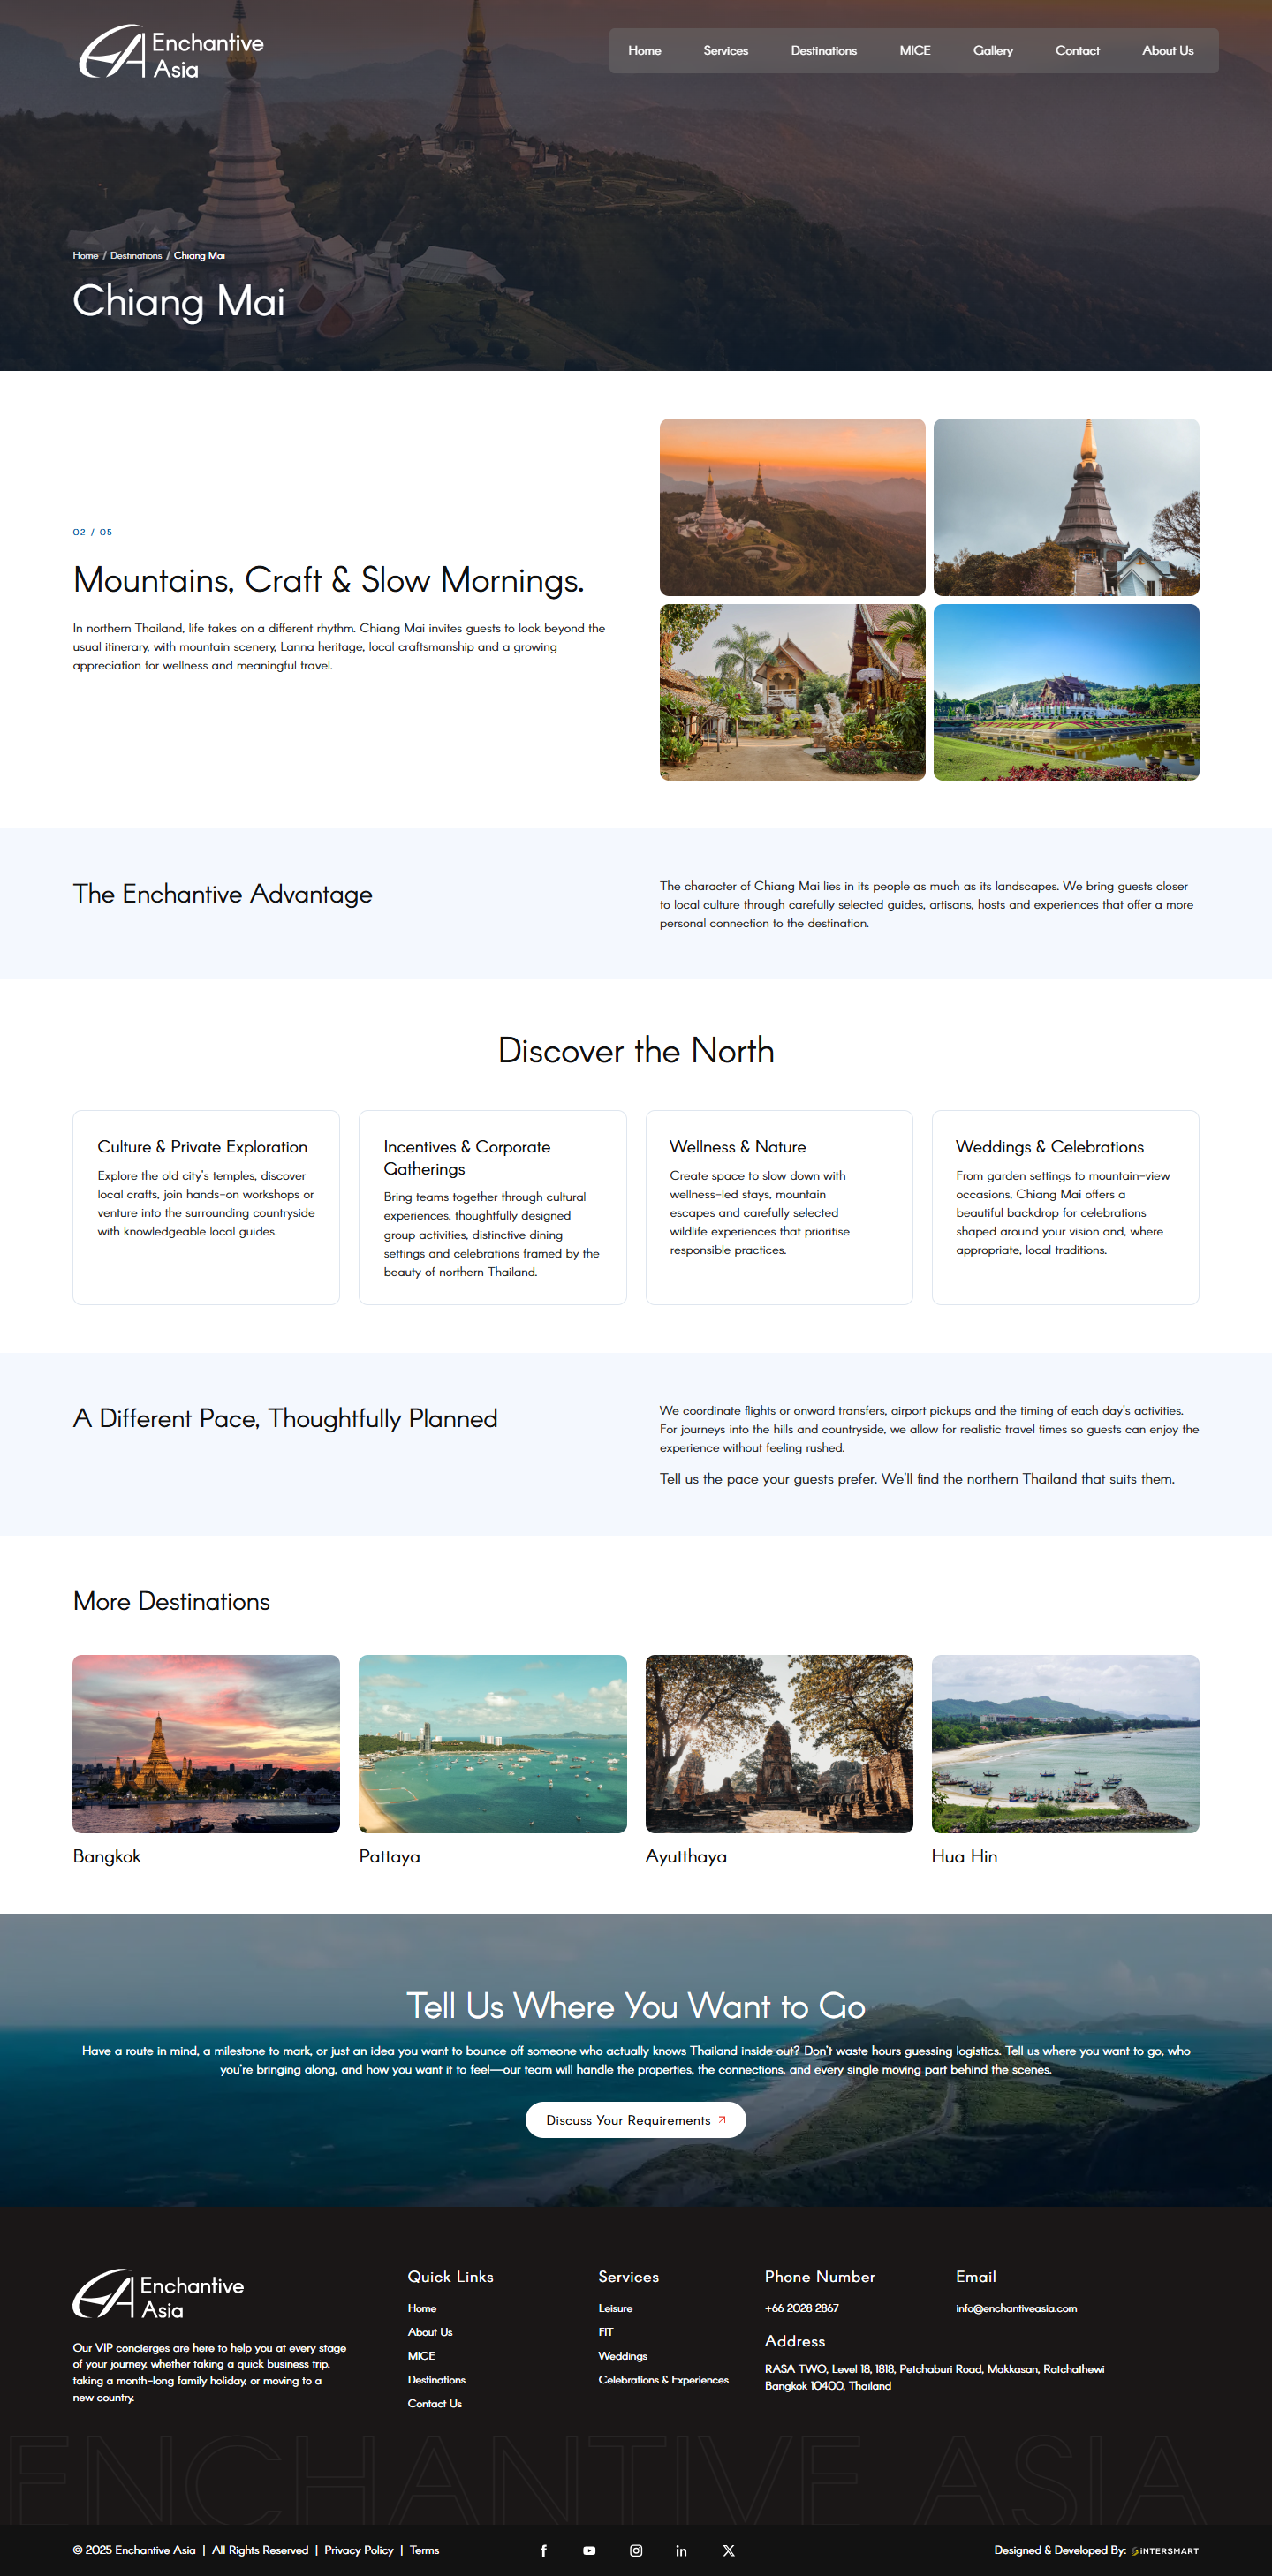 Enchantive
Asia
Home Services Destinations MICE Gallery Contact About Us
Home / Destinations / Chiang Mai
Chiang Mai
02 / 05
Mountains, Craft & Slow Mornings.
In northern Thailand, life takes on a different rhythm. Chiang Mai invites guests to look beyond the
usual itinerary, with mountain scenery, Lanna heritage, local craftsmanship and a growing
appreciation for wellness and meaningful travel.
The Enchantive Advantage
The character of Chiang Mai lies in its people as much as its landscapes. We bring guests closer
to local culture through carefully selected guides, artisans, hosts and experiences that offer a more
personal connection to the destination.
Discover the North
Culture & Private Exploration
Explore the old city's temples, discover
local crafts, join hands-on workshops or
venture into the surrounding countryside
with knowledgeable local guides.
Incentives & Corporate
Gatherings
Bring teams together through cultural
experiences, thoughtfully designed
group activities, distinctive dining
settings and celebrations framed by the
beauty of northern Thailand.
Wellness & Nature
Create space to slow down with
wellness-led stays, mountain
escapes and carefully selected
wildlife experiences that prioritise
responsible practices.
Weddings & Celebrations
From garden settings to mountain-view
occasions, Chiang Mai offers a
beautiful backdrop for celebrations
shaped around your vision and, where
appropriate, local traditions.
A Different Pace, Thoughtfully Planned
We coordinate flights or onward transfers, airport pickups and the timing of each day's activities.
For journeys into the hills and countryside, we allow for realistic travel times so guests can enjoy the
experience without feeling rushed.
Tell us the pace your guests prefer. We'll find the northern Thailand that suits them.
More Destinations
Bangkok
Pattaya
Ayutthaya
Hua Hin
Tell Us Where You Want to Go
Have a route in mind, a milestone to mark, or just an idea you want to bounce off someone who actually knows Thailand inside out? Don't waste hours guessing logistics. Tell us where you want to go, who
you're bringing along, and how you want it to feel—our team will handle the properties, the connections, and every single moving part behind the scenes.
Discuss Your Requirements
Enchantive
Asia
Our VIP concierges are here to help you at every stage
of your journey, whether taking a quick business trip,
taking a month-long family holiday, or moving to a
new country.
Quick Links
Home
About Us
MICE
Destinations
Contact Us
Services
Leisure
FIT
Weddings
Celebrations & Experiences
Phone Number
+66 2028 2867
Email
info@enchantiveasia.com
Address
RASA TWO, Level 18, 1818, Petchaburi Road, Makkasan, Ratchathewi
Bangkok 10400, Thailand
ENCHANTIVE ASIA
© 2025 Enchantive Asia | All Rights Reserved | Privacy Policy | Terms
Designed & Developed By: INTERSMART